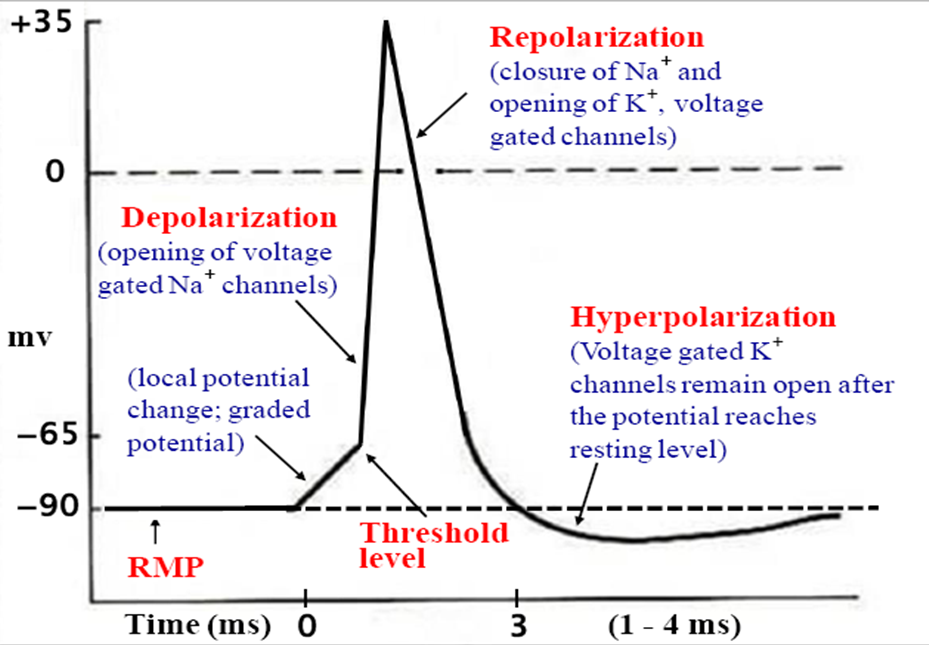 +35
Repolarization
(closure of Na⁺ and
opening of K⁺, voltage
gated channels)
0
Depolarization
(opening of voltage
gated Na⁺ channels)
mv
Hyperpolarization
(Voltage gated K⁺
channels remain open after
the potential reaches
resting level)
(local potential
change; graded
potential)
−65
−90
Threshold
level
RMP
Time (ms) 0 3 (1 - 4 ms)